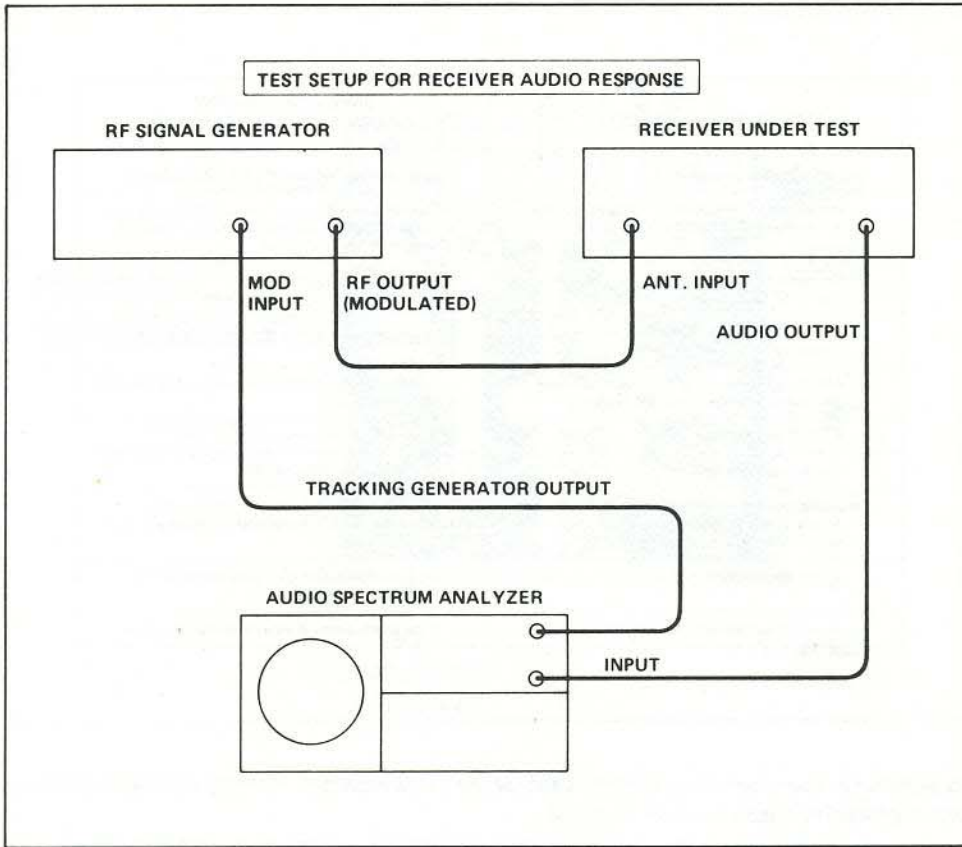 TEST SETUP FOR RECEIVER AUDIO RESPONSE
RF SIGNAL GENERATOR
RECEIVER UNDER TEST
MOD
INPUT
RF OUTPUT
(MODULATED)
ANT. INPUT
AUDIO OUTPUT
TRACKING GENERATOR OUTPUT
AUDIO SPECTRUM ANALYZER
INPUT